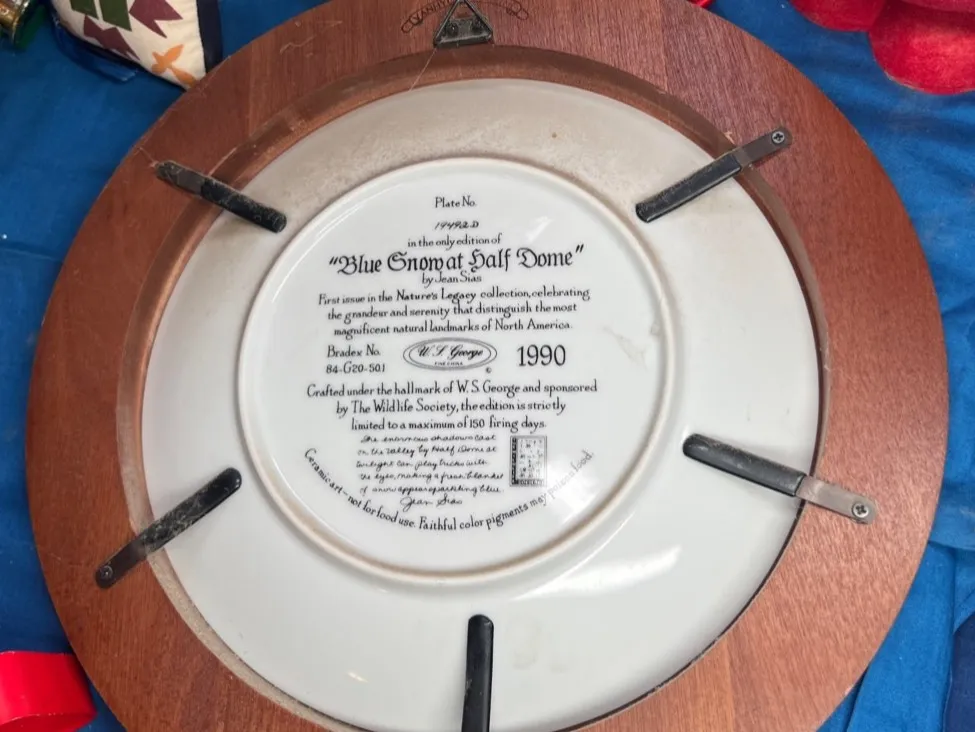 Plate No.
19492D
in the only edition of
"Blue Snow at Half Dome"
by Jean Sias
First issue in the Nature's Legacy collection, celebrating
the grandeur and serenity that distinguish the most
magnificent natural landmarks of North America.
Bradex No.
84-G20-50.1
W. S. George
FINE CHINA
©
1990
Crafted under the hallmark of W. S. George and sponsored
by The Wildlife Society, the edition is strictly
limited to a maximum of 150 firing days.
The enormous shadows cast
on the valley by Half Dome at
twilight can play tricks with
the eyes, making a fresh blanket
of snow appear sparkling blue.
Jean Sias
Ceramic art – not for food use. Faithful color pigments may poison food.